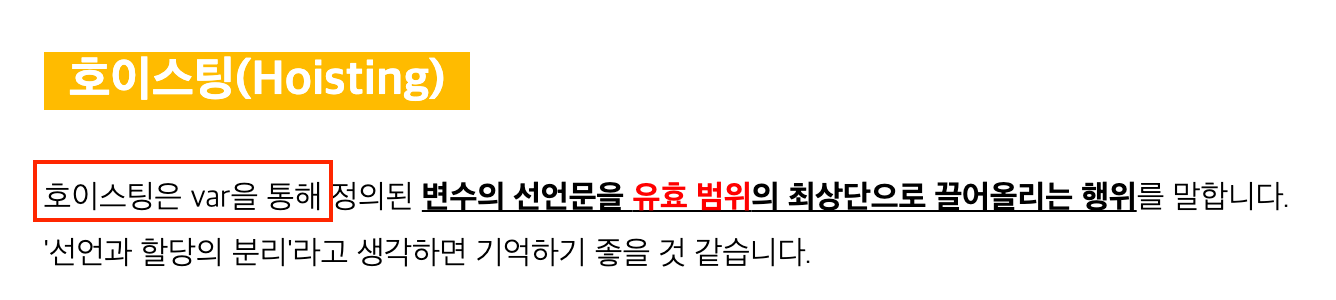 호이스팅(Hoisting)
호이스팅은 var을 통해 정의된 변수의 선언문을 유효 범위의 최상단으로 끌어올리는 행위를 말합니다.
'선언과 할당의 분리'라고 생각하면 기억하기 좋을 것 같습니다.